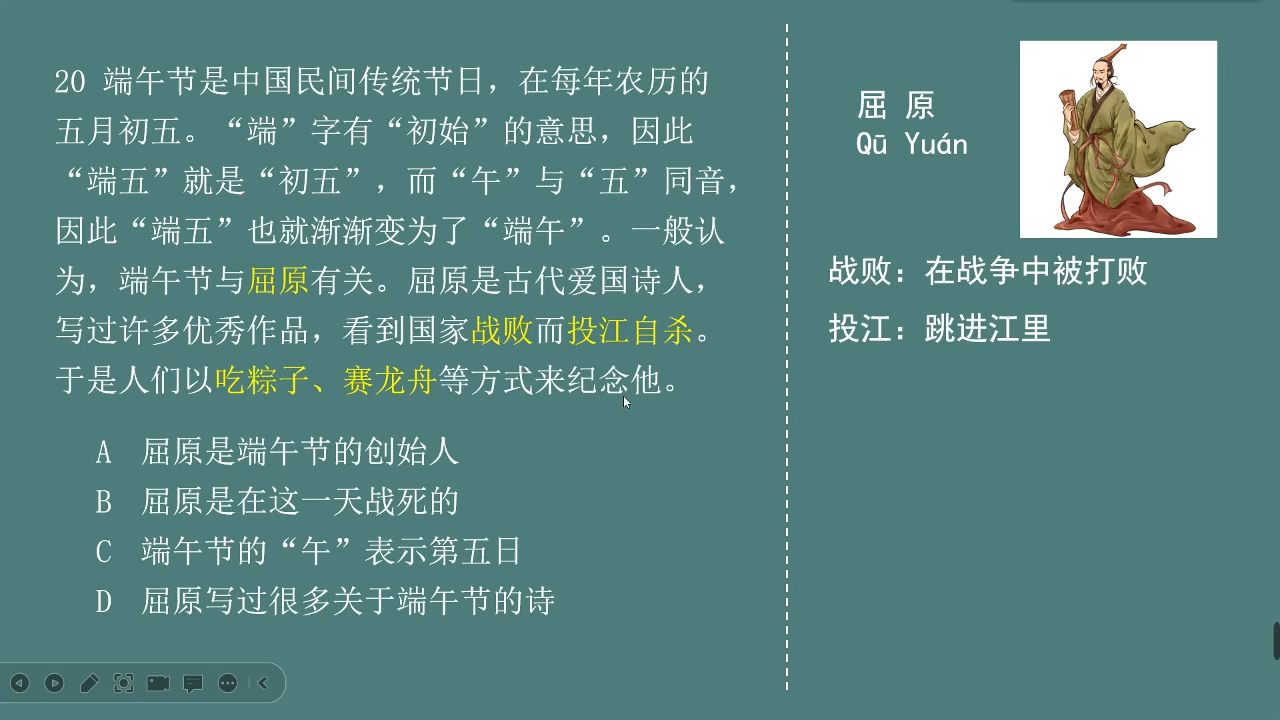 20 端午节是中国民间传统节日，在每年农历的
五月初五。“端”字有“初始”的意思，因此
“端五”就是“初五”，而“午”与“五”同音，
因此“端五”也就渐渐变为了“端午”。一般认
为，端午节与屈原有关。屈原是古代爱国诗人，
写过许多优秀作品，看到国家战败而投江自杀。
于是人们以吃粽子、赛龙舟等方式来纪念他。
A 屈原是端午节的创始人
B 屈原是在这一天战死的
C 端午节的“午”表示第五日
D 屈原写过很多关于端午节的诗
屈 原
Qū Yuán
战败：在战争中被打败
投江：跳进江里